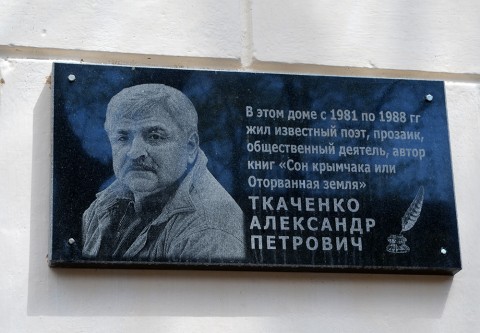 В этом доме с 1981 по 1988 гг
жил известный поэт, прозаик,
общественный деятель, автор
книг «Сон крымчака или
Оторванная земля»
ТКАЧЕНКО
АЛЕКСАНДР
ПЕТРОВИЧ